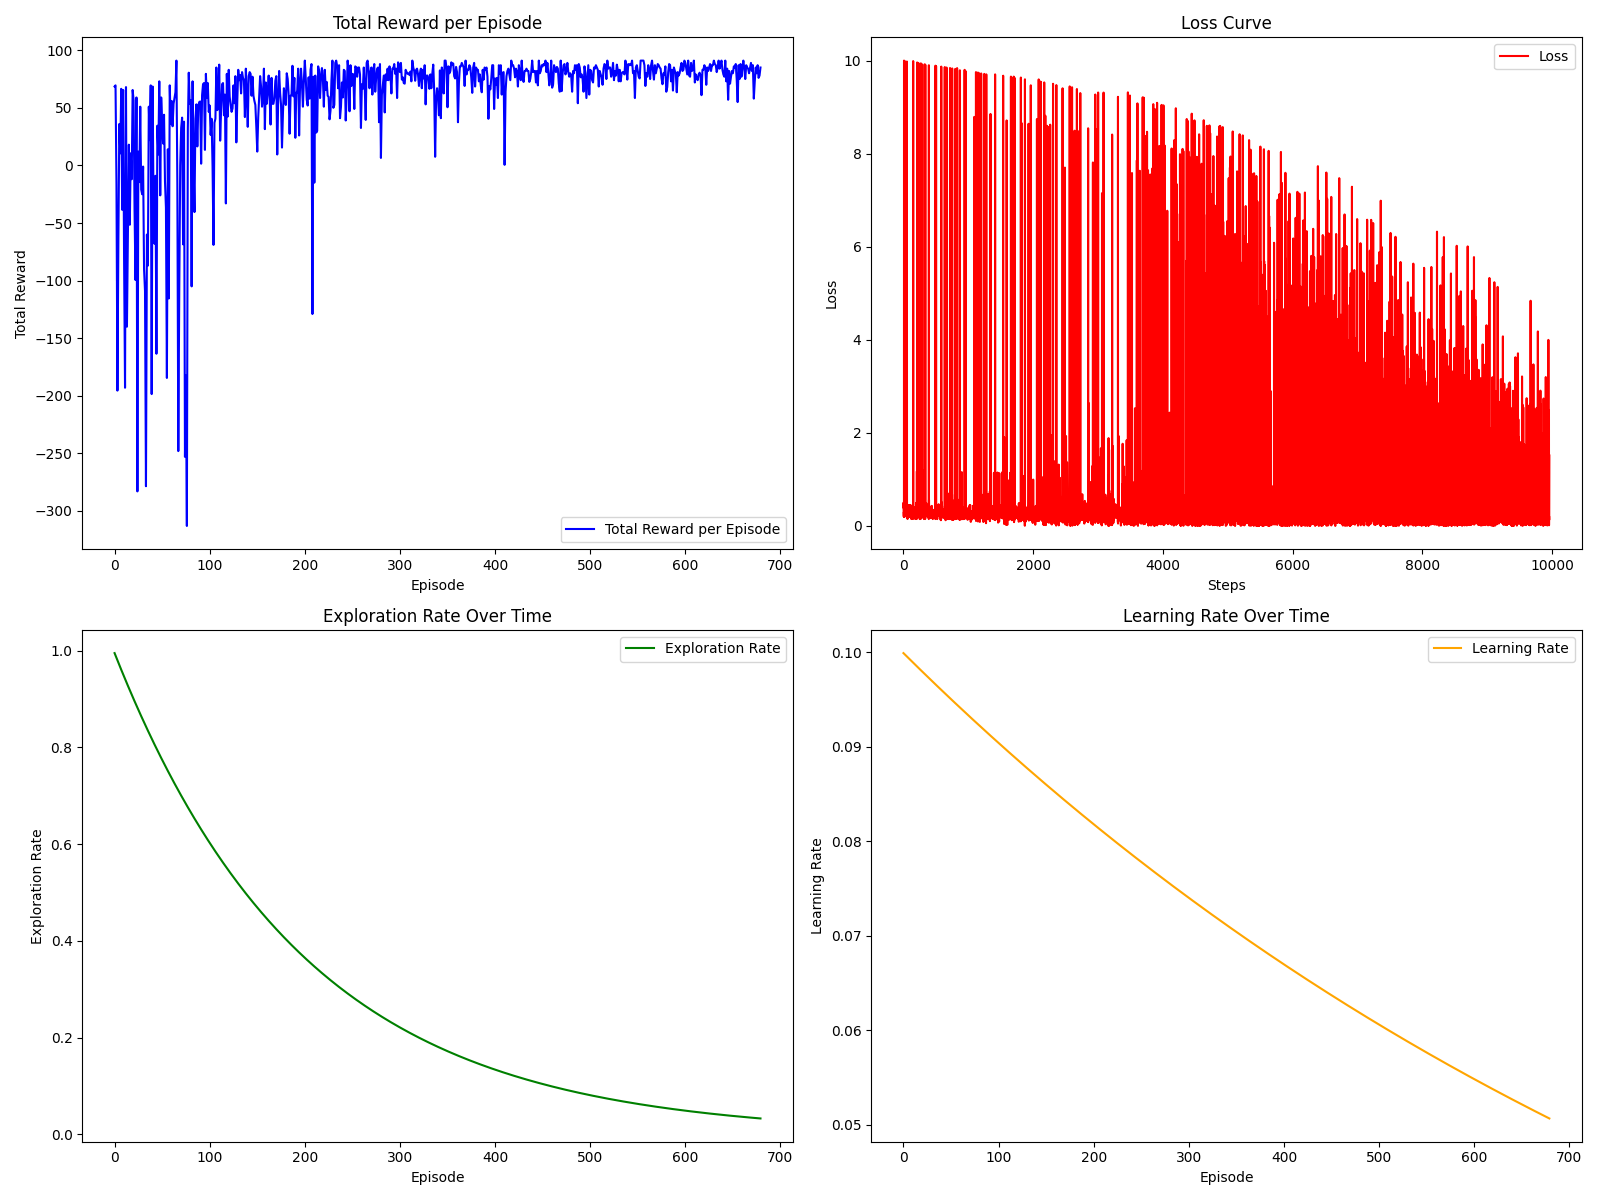 Total Reward per Episode
100
50
0
−50
−100
−150
−200
−250
−300
Total Reward
Total Reward per Episode
0 100 200 300 400 500 600 700
Episode
Loss Curve
10
8
6
4
2
0
Loss
Loss
0 2000 4000 6000 8000 10000
Steps
Exploration Rate Over Time
1.0
0.8
0.6
0.4
0.2
0.0
Exploration Rate
Exploration Rate
0 100 200 300 400 500 600 700
Episode
Learning Rate Over Time
0.10
0.09
0.08
0.07
0.06
0.05
Learning Rate
Learning Rate
0 100 200 300 400 500 600 700
Episode